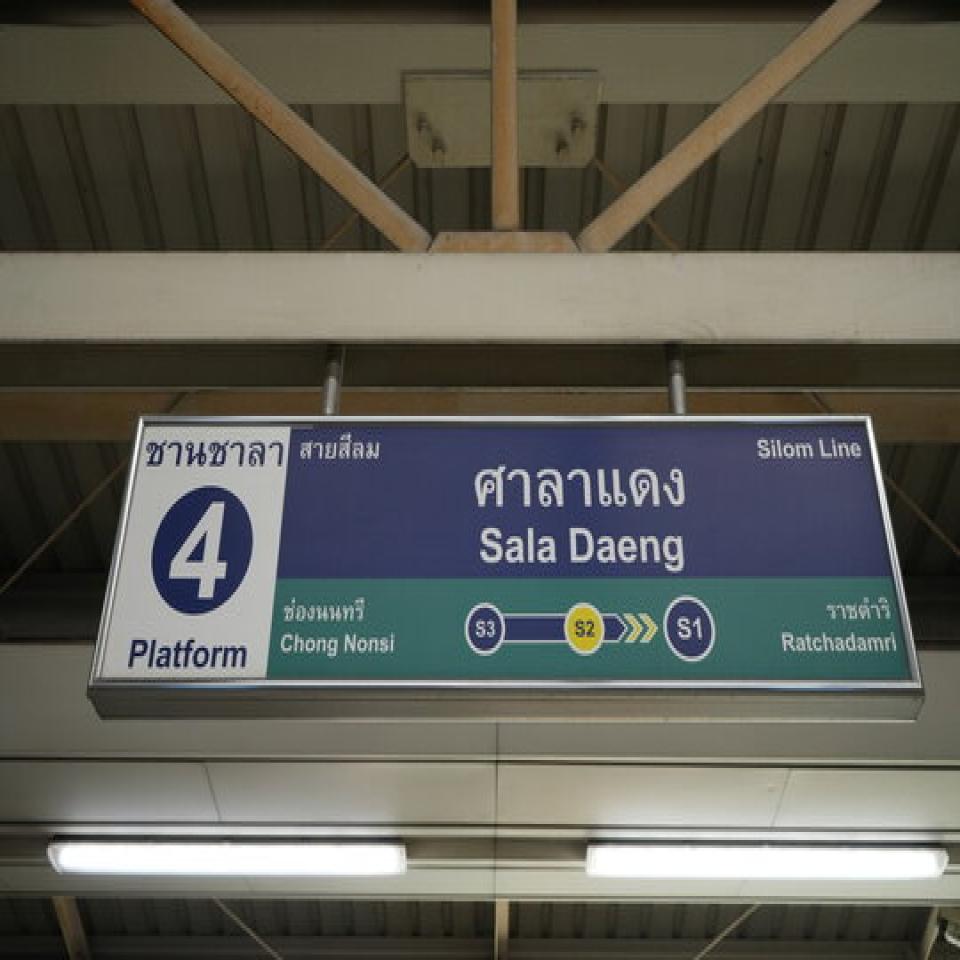 ชานชาลา
4
Platform
สายสีลม
Silom Line
ศาลาแดง
Sala Daeng
ช่องนนทรี
Chong Nonsi
S3 S2 S1
ราชดำริ
Ratchadamri